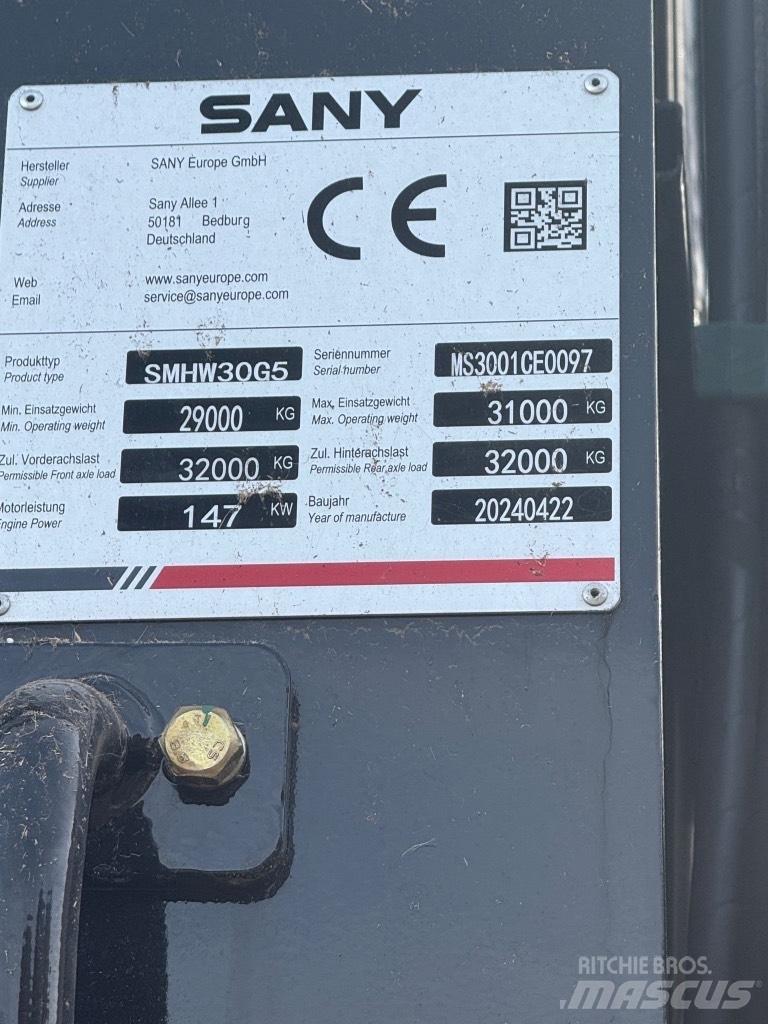 SANY
Hersteller SANY Europe GmbH
Supplier
Adresse Sany Allee 1
Address 50181 Bedburg
Deutschland
CE
Web www.sanyeurope.com
Email service@sanyeurope.com
Produkttyp SMHW30G5 Seriennummer MS3001CE0097
Product type Serial number
Min. Einsatzgewicht 29000 KG Max. Einsatzgewicht 31000 KG
Min. Operating weight Max. Operating weight
Zul. Vorderachslast 32000 KG Zul. Hinterachslast 32000 KG
Permissible Front axle load Permissible Rear axle load
Motorleistung 147 KW Baujahr 20240422
Engine Power Year of manufacture
8.8
RITCHIE BROS.
MASCUS